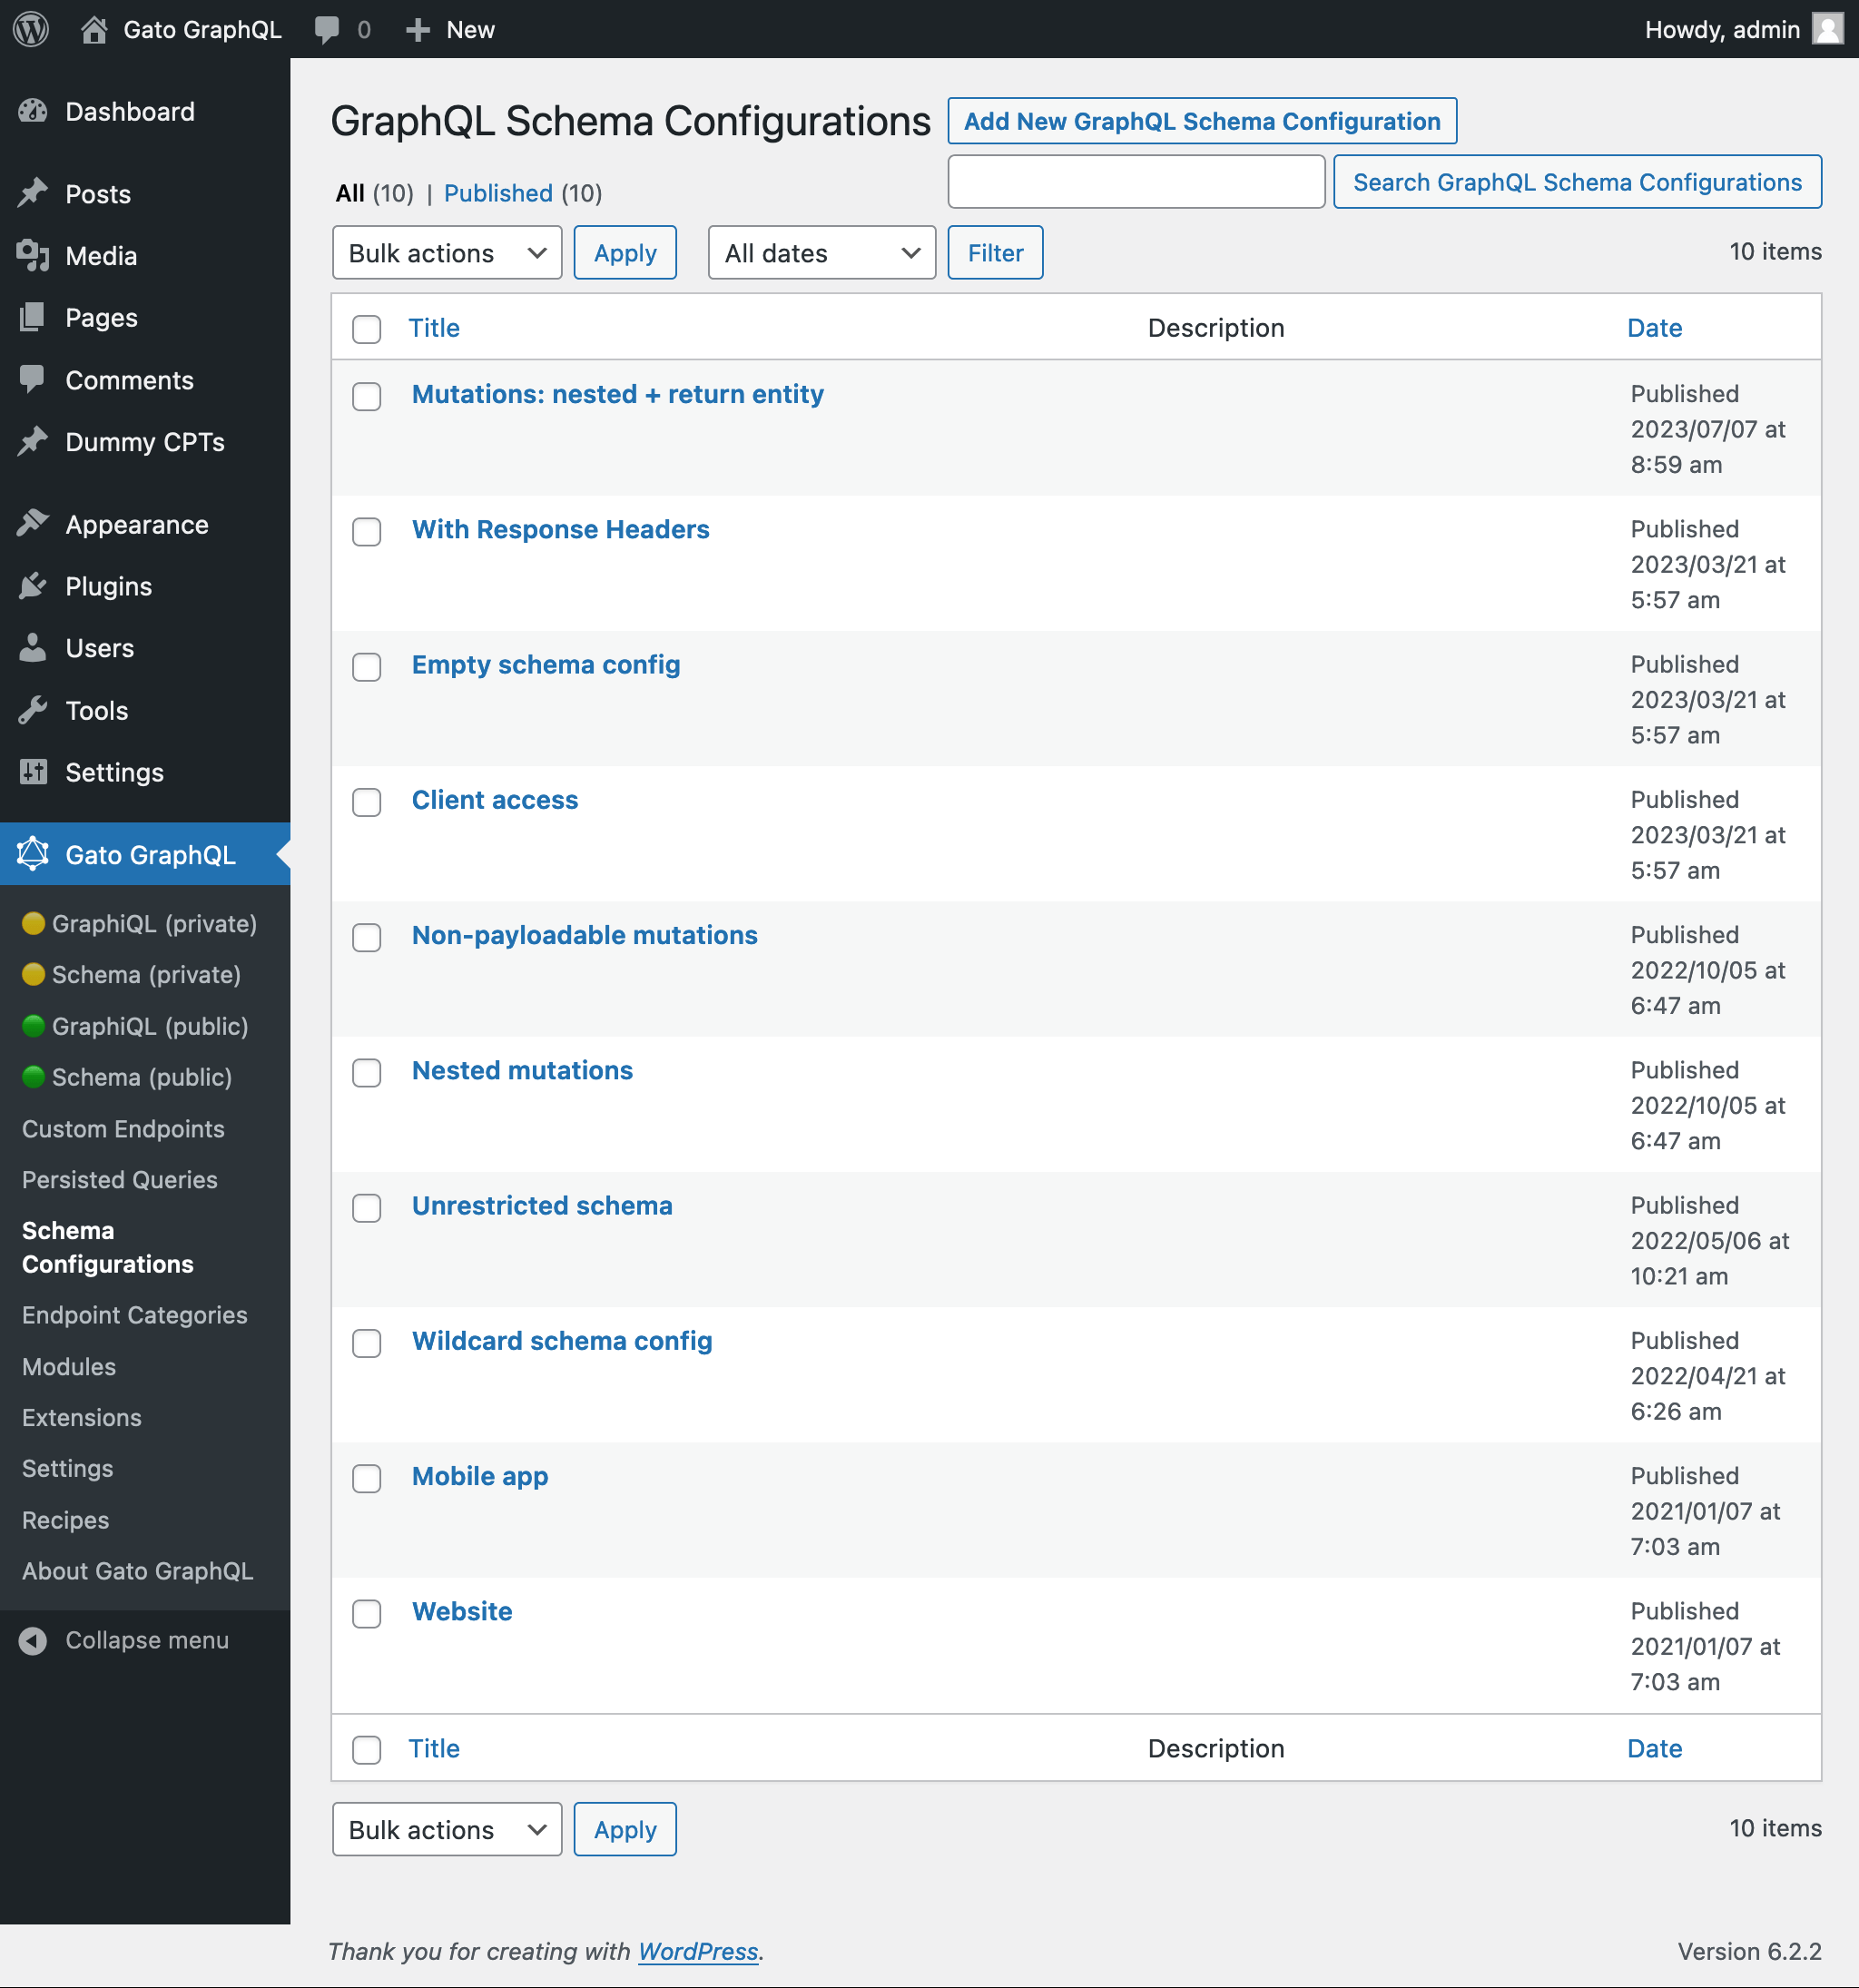 Gato GraphQL 0 New Howdy, admin
Dashboard
Posts
Media
Pages
Comments
Dummy CPTs
Appearance
Plugins
Users
Tools
Settings
Gato GraphQL
GraphiQL (private)
Schema (private)
GraphiQL (public)
Schema (public)
Custom Endpoints
Persisted Queries
Schema
Configurations
Endpoint Categories
Modules
Extensions
Settings
Recipes
About Gato GraphQL
Collapse menu
GraphQL Schema Configurations Add New GraphQL Schema Configuration
All (10) | Published (10) Search GraphQL Schema Configurations
Bulk actions Apply All dates Filter 10 items
Title Description Date
Mutations: nested + return entity Published
2023/07/07 at
8:59 am
With Response Headers Published
2023/03/21 at
5:57 am
Empty schema config Published
2023/03/21 at
5:57 am
Client access Published
2023/03/21 at
5:57 am
Non-payloadable mutations Published
2022/10/05 at
6:47 am
Nested mutations Published
2022/10/05 at
6:47 am
Unrestricted schema Published
2022/05/06 at
10:21 am
Wildcard schema config Published
2022/04/21 at
6:26 am
Mobile app Published
2021/01/07 at
7:03 am
Website Published
2021/01/07 at
7:03 am
Title Description Date
Bulk actions Apply 10 items
Thank you for creating with WordPress. Version 6.2.2